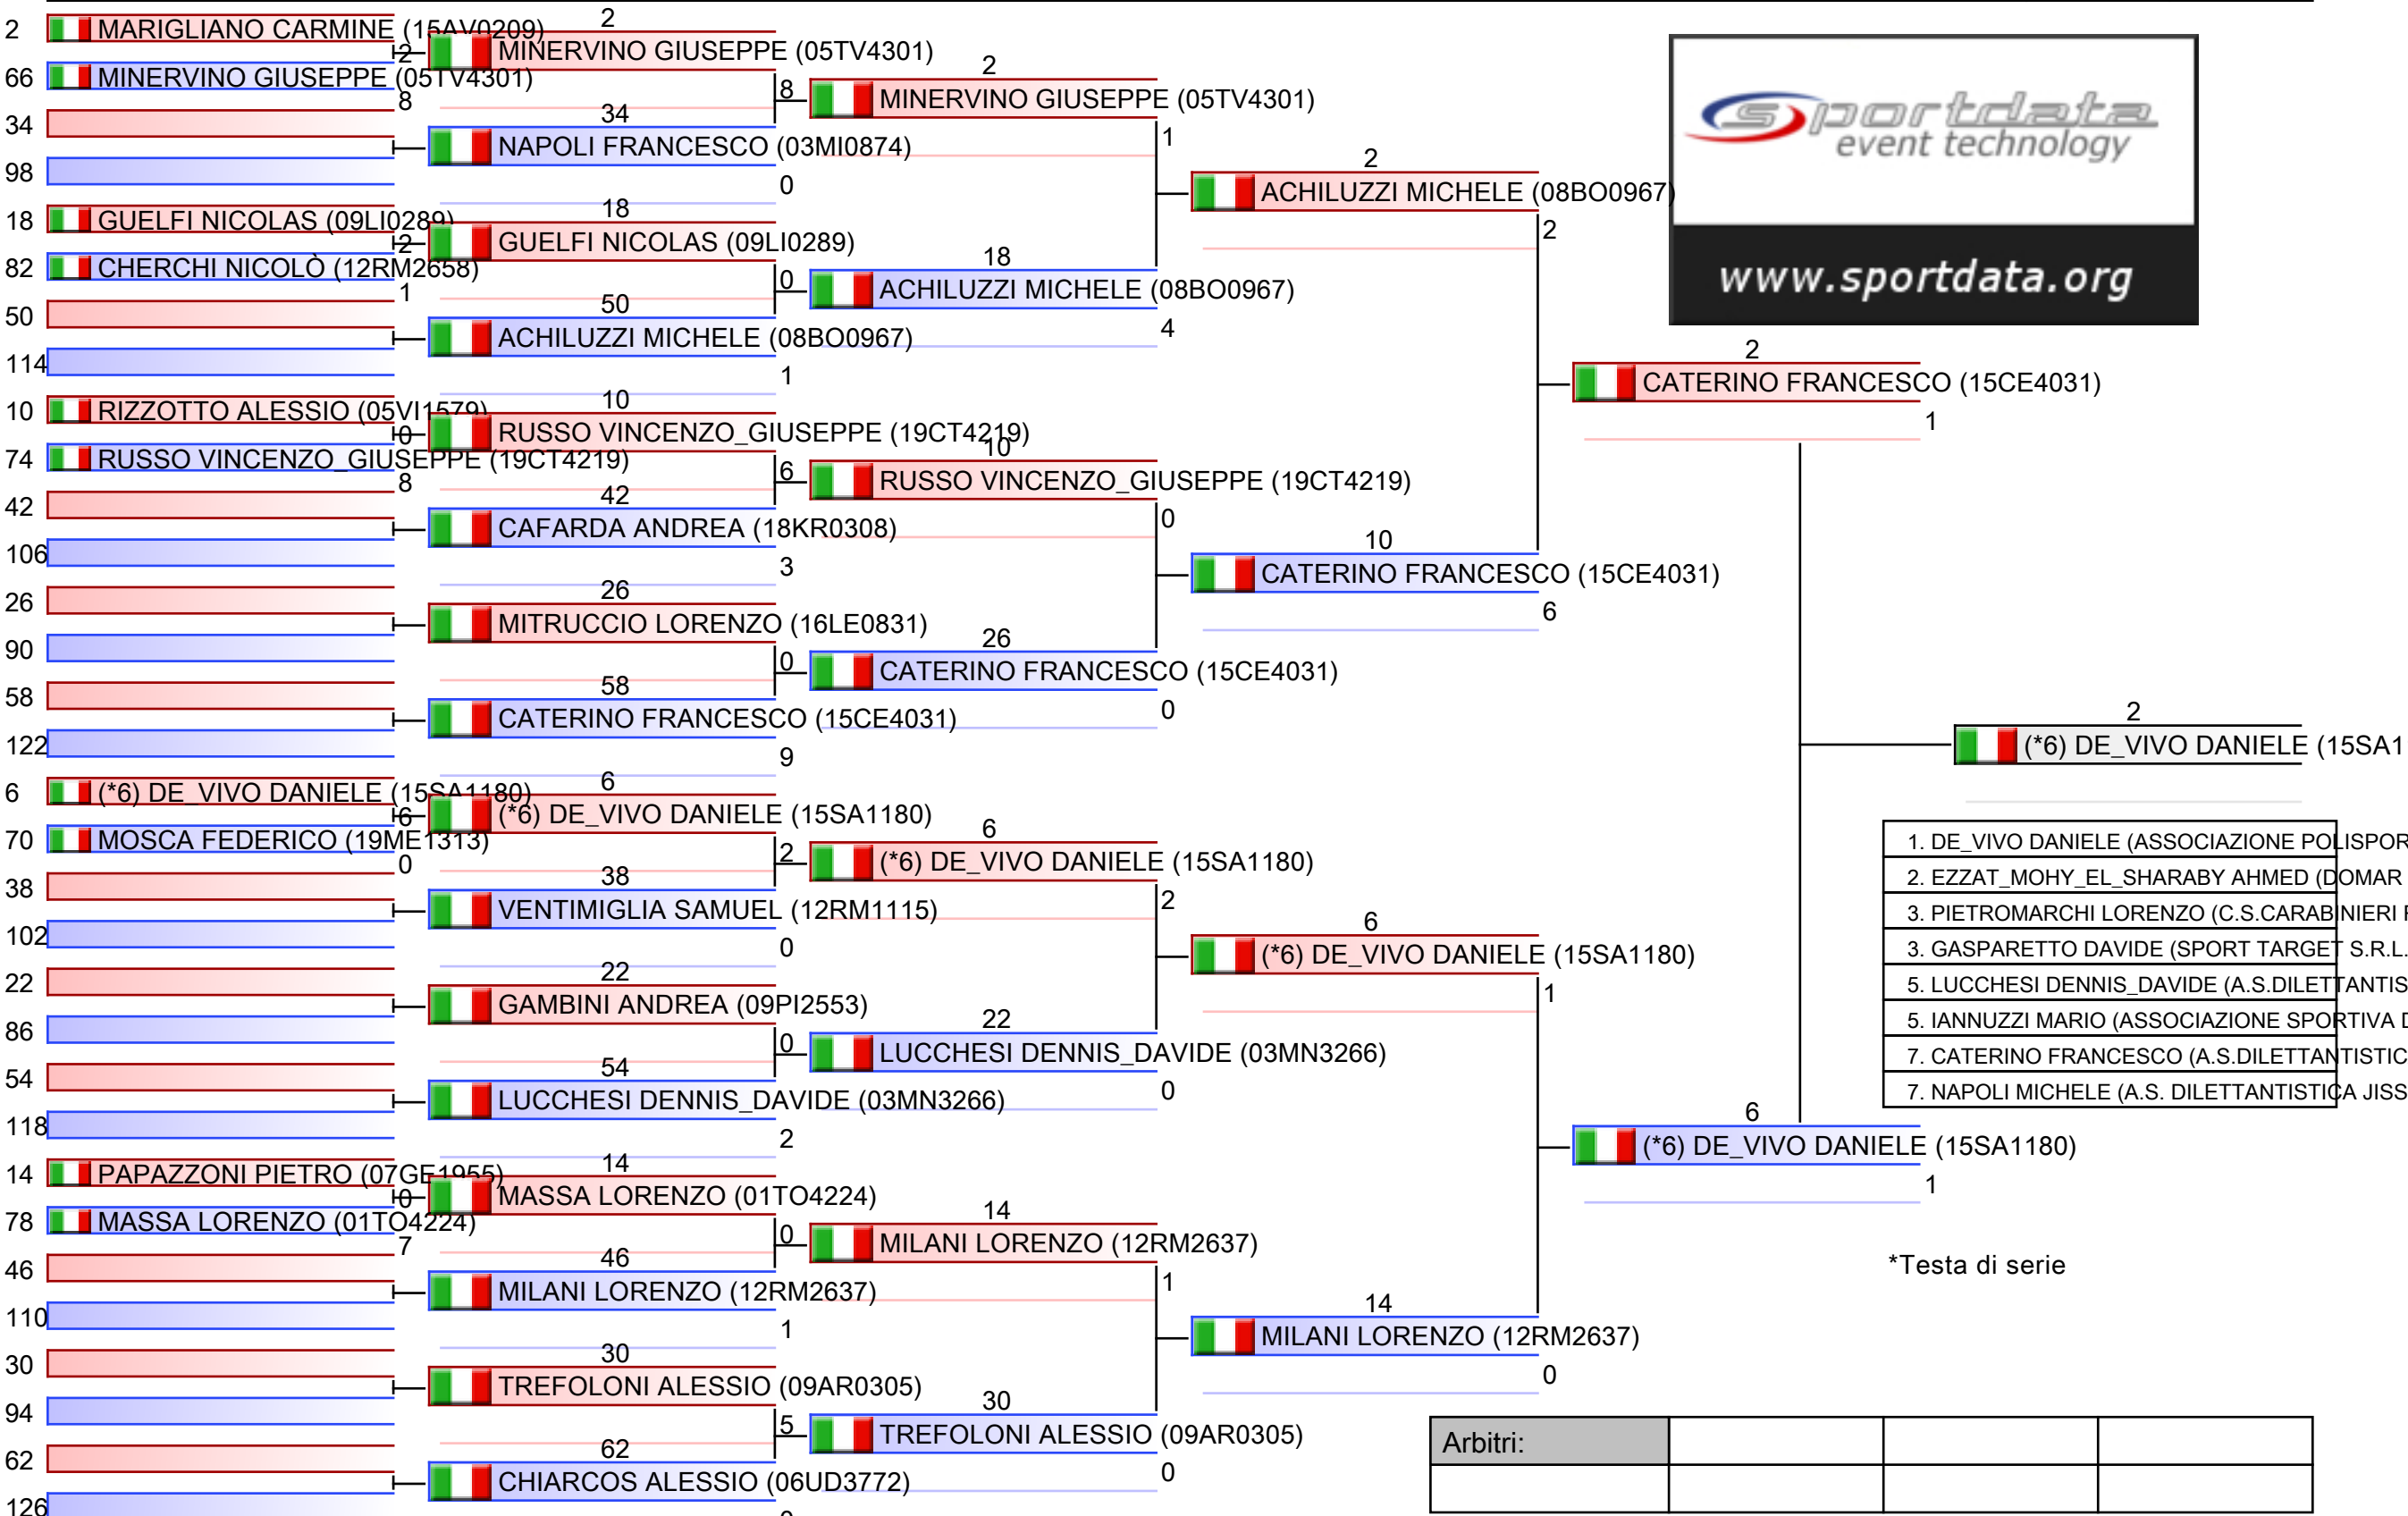 2 MARIGLIANO CARMINE (15AV0209)
2
66 MINERVINO GIUSEPPE (05TV4301)
8
34
98
18 GUELFI NICOLAS (09LI0289)
2
82 CHERCHI NICOLÒ (12RM2658)
1
50
114
10 RIZZOTTO ALESSIO (05VI1579)
0
74 RUSSO VINCENZO_GIUSEPPE (19CT4219)
8
42
106
26
90
58
122
6 (*6) DE_VIVO DANIELE (15SA1180)
6
70 MOSCA FEDERICO (19ME1313)
0
38
102
22
86
54
118
14 PAPAZZONI PIETRO (07GE1955)
0
78 MASSA LORENZO (01TO4224)
7
46
110
30
94
62
126
2
MINERVINO GIUSEPPE (05TV4301)
8
34
NAPOLI FRANCESCO (03MI0874)
0
18
GUELFI NICOLAS (09LI0289)
0
50
ACHILUZZI MICHELE (08BO0967)
1
10
RUSSO VINCENZO_GIUSEPPE (19CT4219)
6
42
CAFARDA ANDREA (18KR0308)
3
26
MITRUCCIO LORENZO (16LE0831)
0
58
CATERINO FRANCESCO (15CE4031)
9
6
(*6) DE_VIVO DANIELE (15SA1180)
2
38
VENTIMIGLIA SAMUEL (12RM1115)
0
22
GAMBINI ANDREA (09PI2553)
0
54
LUCCHESI DENNIS_DAVIDE (03MN3266)
2
14
MASSA LORENZO (01TO4224)
0
46
MILANI LORENZO (12RM2637)
1
30
TREFOLONI ALESSIO (09AR0305)
5
62
CHIARCOS ALESSIO (06UD3772)
2
MINERVINO GIUSEPPE (05TV4301)
1
18
ACHILUZZI MICHELE (08BO0967)
4
10
RUSSO VINCENZO_GIUSEPPE (19CT4219)
0
26
CATERINO FRANCESCO (15CE4031)
0
6
(*6) DE_VIVO DANIELE (15SA1180)
2
22
LUCCHESI DENNIS_DAVIDE (03MN3266)
0
14
MILANI LORENZO (12RM2637)
1
30
TREFOLONI ALESSIO (09AR0305)
0
2
ACHILUZZI MICHELE (08BO0967)
2
10
CATERINO FRANCESCO (15CE4031)
6
6
(*6) DE_VIVO DANIELE (15SA1180)
1
14
MILANI LORENZO (12RM2637)
0
sportdata
event technology
www.sportdata.org
2
CATERINO FRANCESCO (15CE4031)
1
6
(*6) DE_VIVO DANIELE (15SA1180)
1
2
(*6) DE_VIVO DANIELE (15SA1
1. DE_VIVO DANIELE (ASSOCIAZIONE POLISPOR
2. EZZAT_MOHY_EL_SHARABY AHMED (DOMAR
3. PIETROMARCHI LORENZO (C.S.CARABINIERI
3. GASPARETTO DAVIDE (SPORT TARGET S.R.L.
5. LUCCHESI DENNIS_DAVIDE (A.S.DILETTANTIS
5. IANNUZZI MARIO (ASSOCIAZIONE SPORTIVA
7. CATERINO FRANCESCO (A.S.DILETTANTISTIC
7. NAPOLI MICHELE (A.S. DILETTANTISTICA JISS
*Testa di serie
Arbitri: